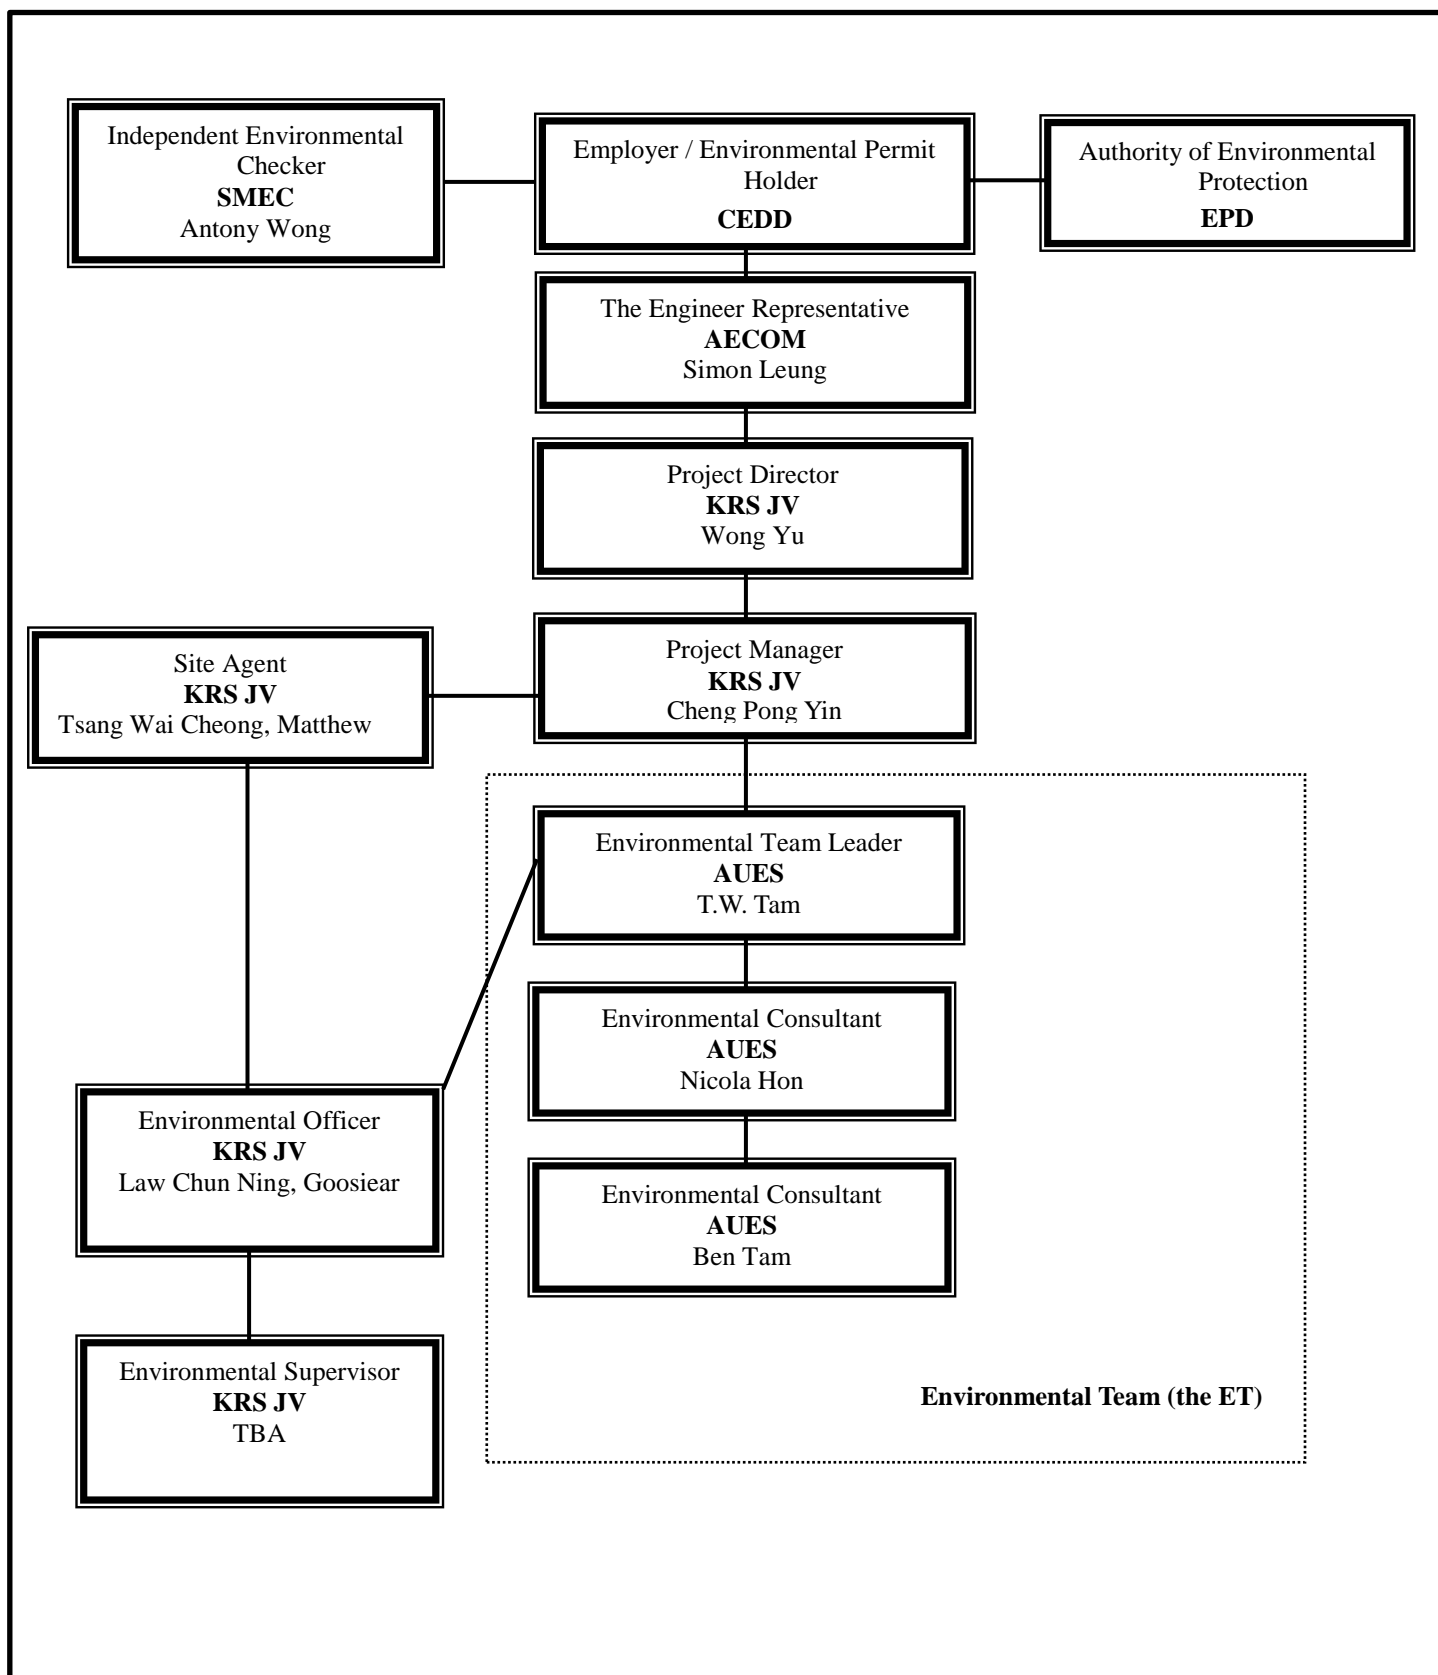 Independent Environmental
Checker
SMEC
Antony Wong
Employer / Environmental Permit
Holder
CEDD
Authority of Environmental
Protection
EPD
The Engineer Representative
AECOM
Simon Leung
Project Director
KRS JV
Wong Yu
Site Agent
KRS JV
Tsang Wai Cheong, Matthew
Project Manager
KRS JV
Cheng Pong Yin
Environmental Team Leader
AUES
T.W. Tam
Environmental Consultant
AUES
Nicola Hon
Environmental Officer
KRS JV
Law Chun Ning, Goosiear
Environmental Consultant
AUES
Ben Tam
Environmental Supervisor
KRS JV
TBA
Environmental Team (the ET)